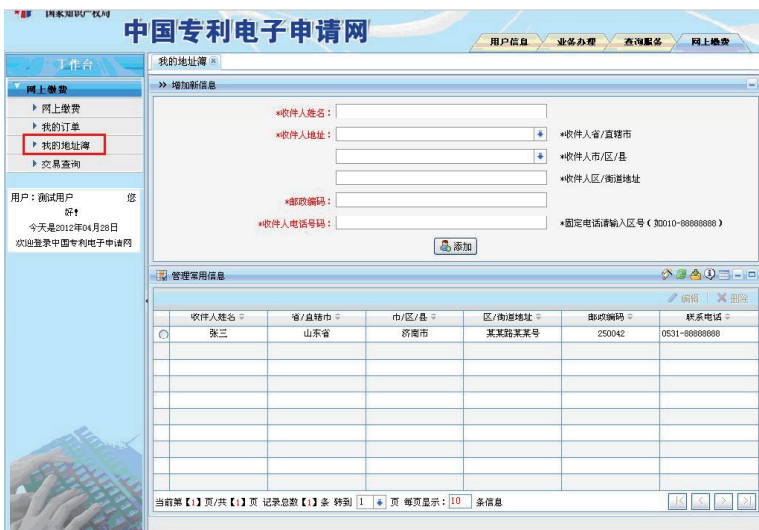 国家知识产权局
中国专利电子申请网
用户信息 业务办理 查询服务 网上缴费
工作台
我的地址簿
网上缴费
>> 增加新信息
网上缴费
我的订单
我的地址簿
交易查询
*收件人姓名:
*收件人地址: *收件人省/直辖市
*收件人市/区/县
*收件人区/街道地址
*邮政编码:
*收件人电话号码: *固定电话请输入区号(如010-88888888)
添加
用户:测试用户 您
好!
今天是2012年04月28日
欢迎登录中国专利电子申请网
管理常用信息
编辑 删除
收件人姓名 省/直辖市 市/区/县 区/街道地址 邮政编码 联系电话
张三 山东省 济南市 某某路某某号 250042 0531-88888888
当前第【1】页/共【1】页 记录总数【1】条 转到 1 页 每页显示:10 条信息